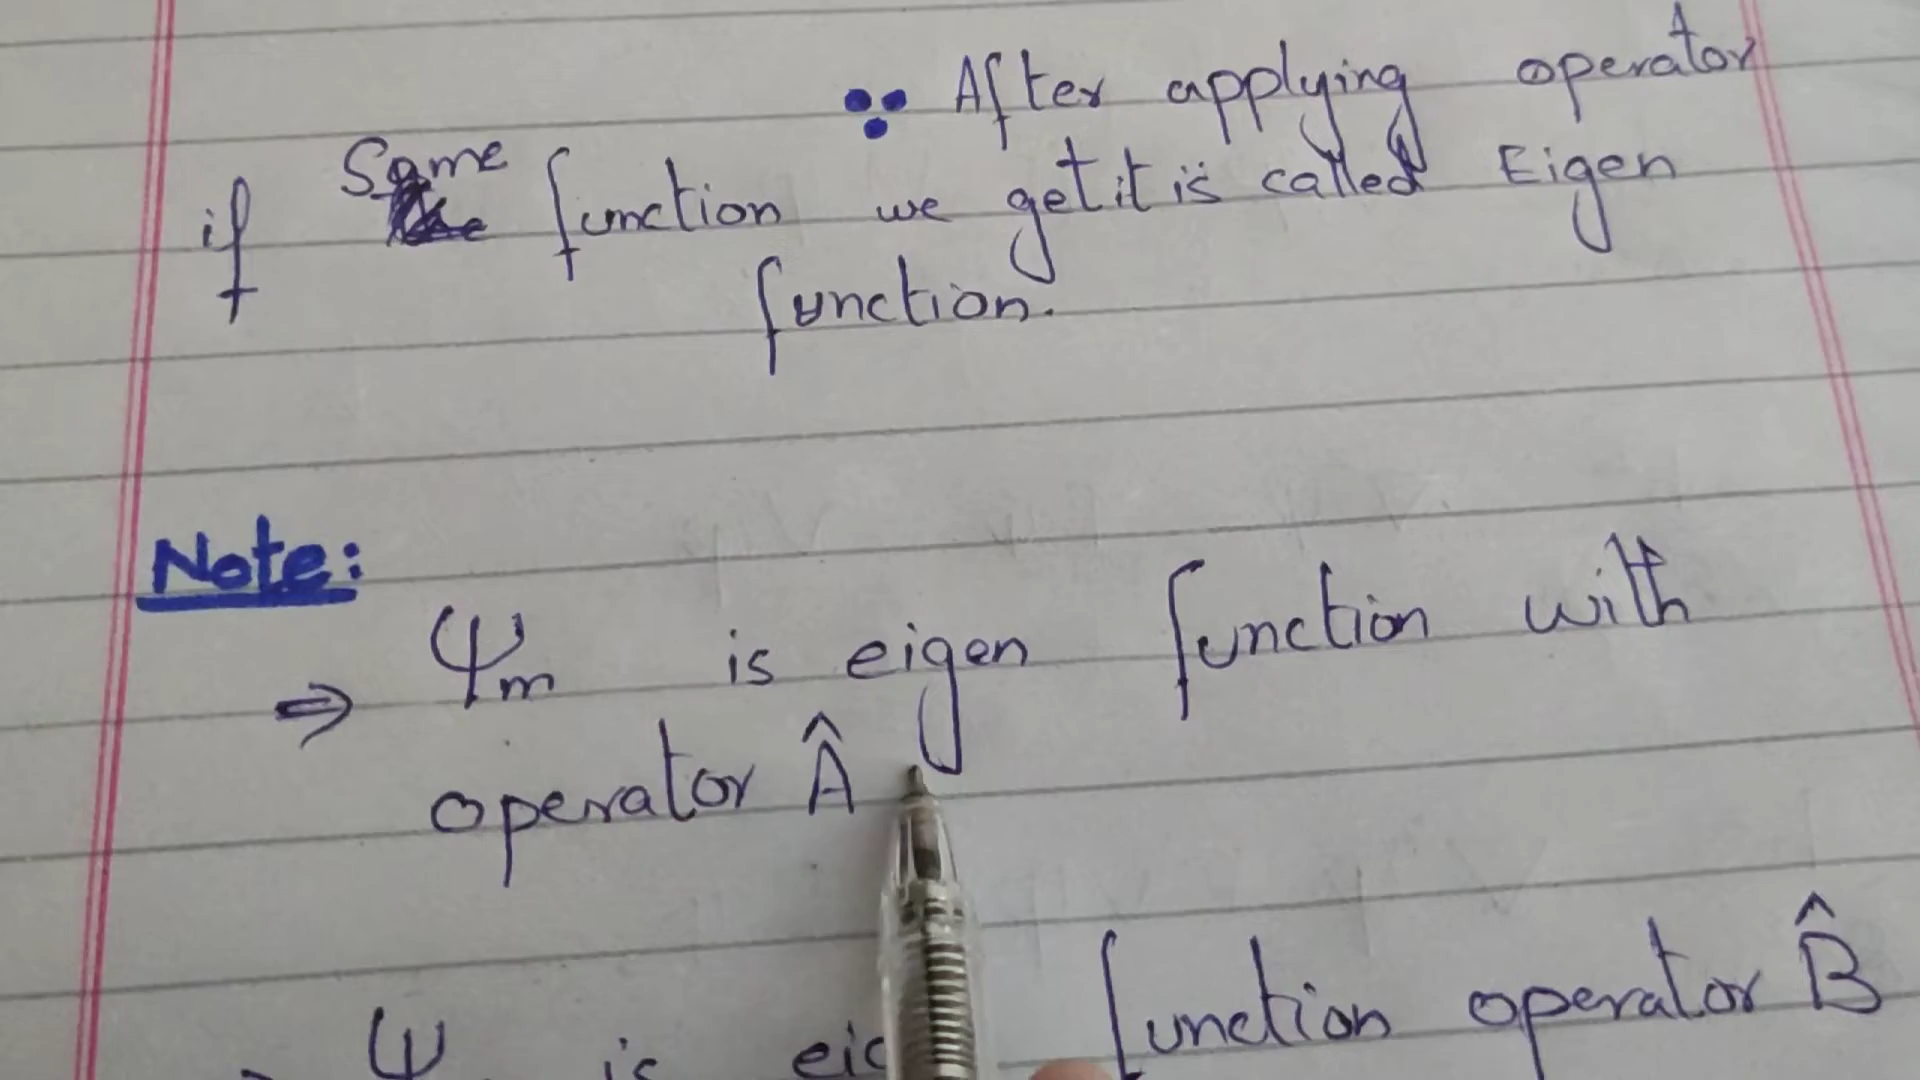 ∵ After applying operator
if Same function we get it is called Eigen
function.
Note:
⇒ Ψm is eigen function with
operator Â
Ψ is function operator B̂